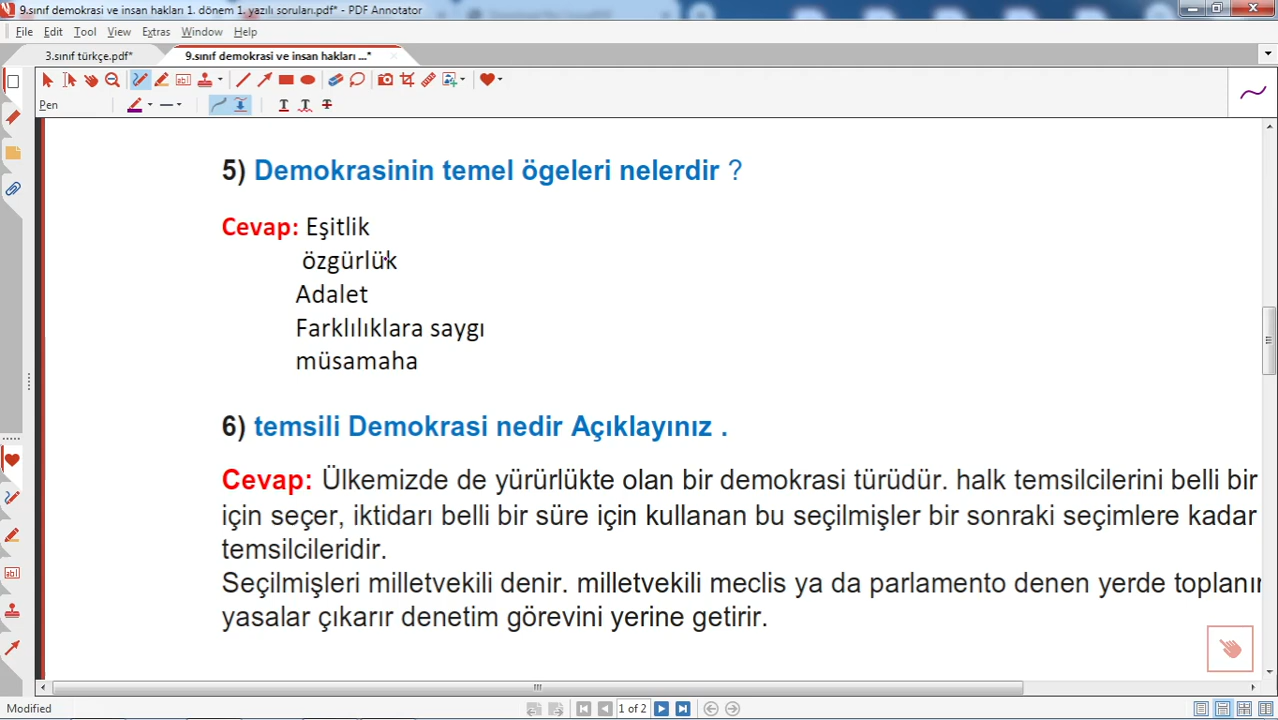 9.sınıf demokrasi ve insan hakları 1. dönem 1. yazılı soruları.pdf* - PDF Annotator
File Edit Tool View Extras Window Help
3.sınıf türkçe.pdf* 9.sınıf demokrasi ve insan hakları ...*
Pen
5) Demokrasinin temel ögeleri nelerdir ?
Cevap: Eşitlik
özgürlük
Adalet
Farklılıklara saygı
müsamaha
6) temsili Demokrasi nedir Açıklayınız .
Cevap: Ülkemizde de yürürlükte olan bir demokrasi türüdür. halk temsilcilerini belli bir
için seçer, iktidarı belli bir süre için kullanan bu seçilmişler bir sonraki seçimlere kadar
temsilcileridir.
Seçilmişleri milletvekili denir. milletvekili meclis ya da parlamento denen yerde
yasalar çıkarır denetim görevini yerine getirir.
Modified 1 of 2